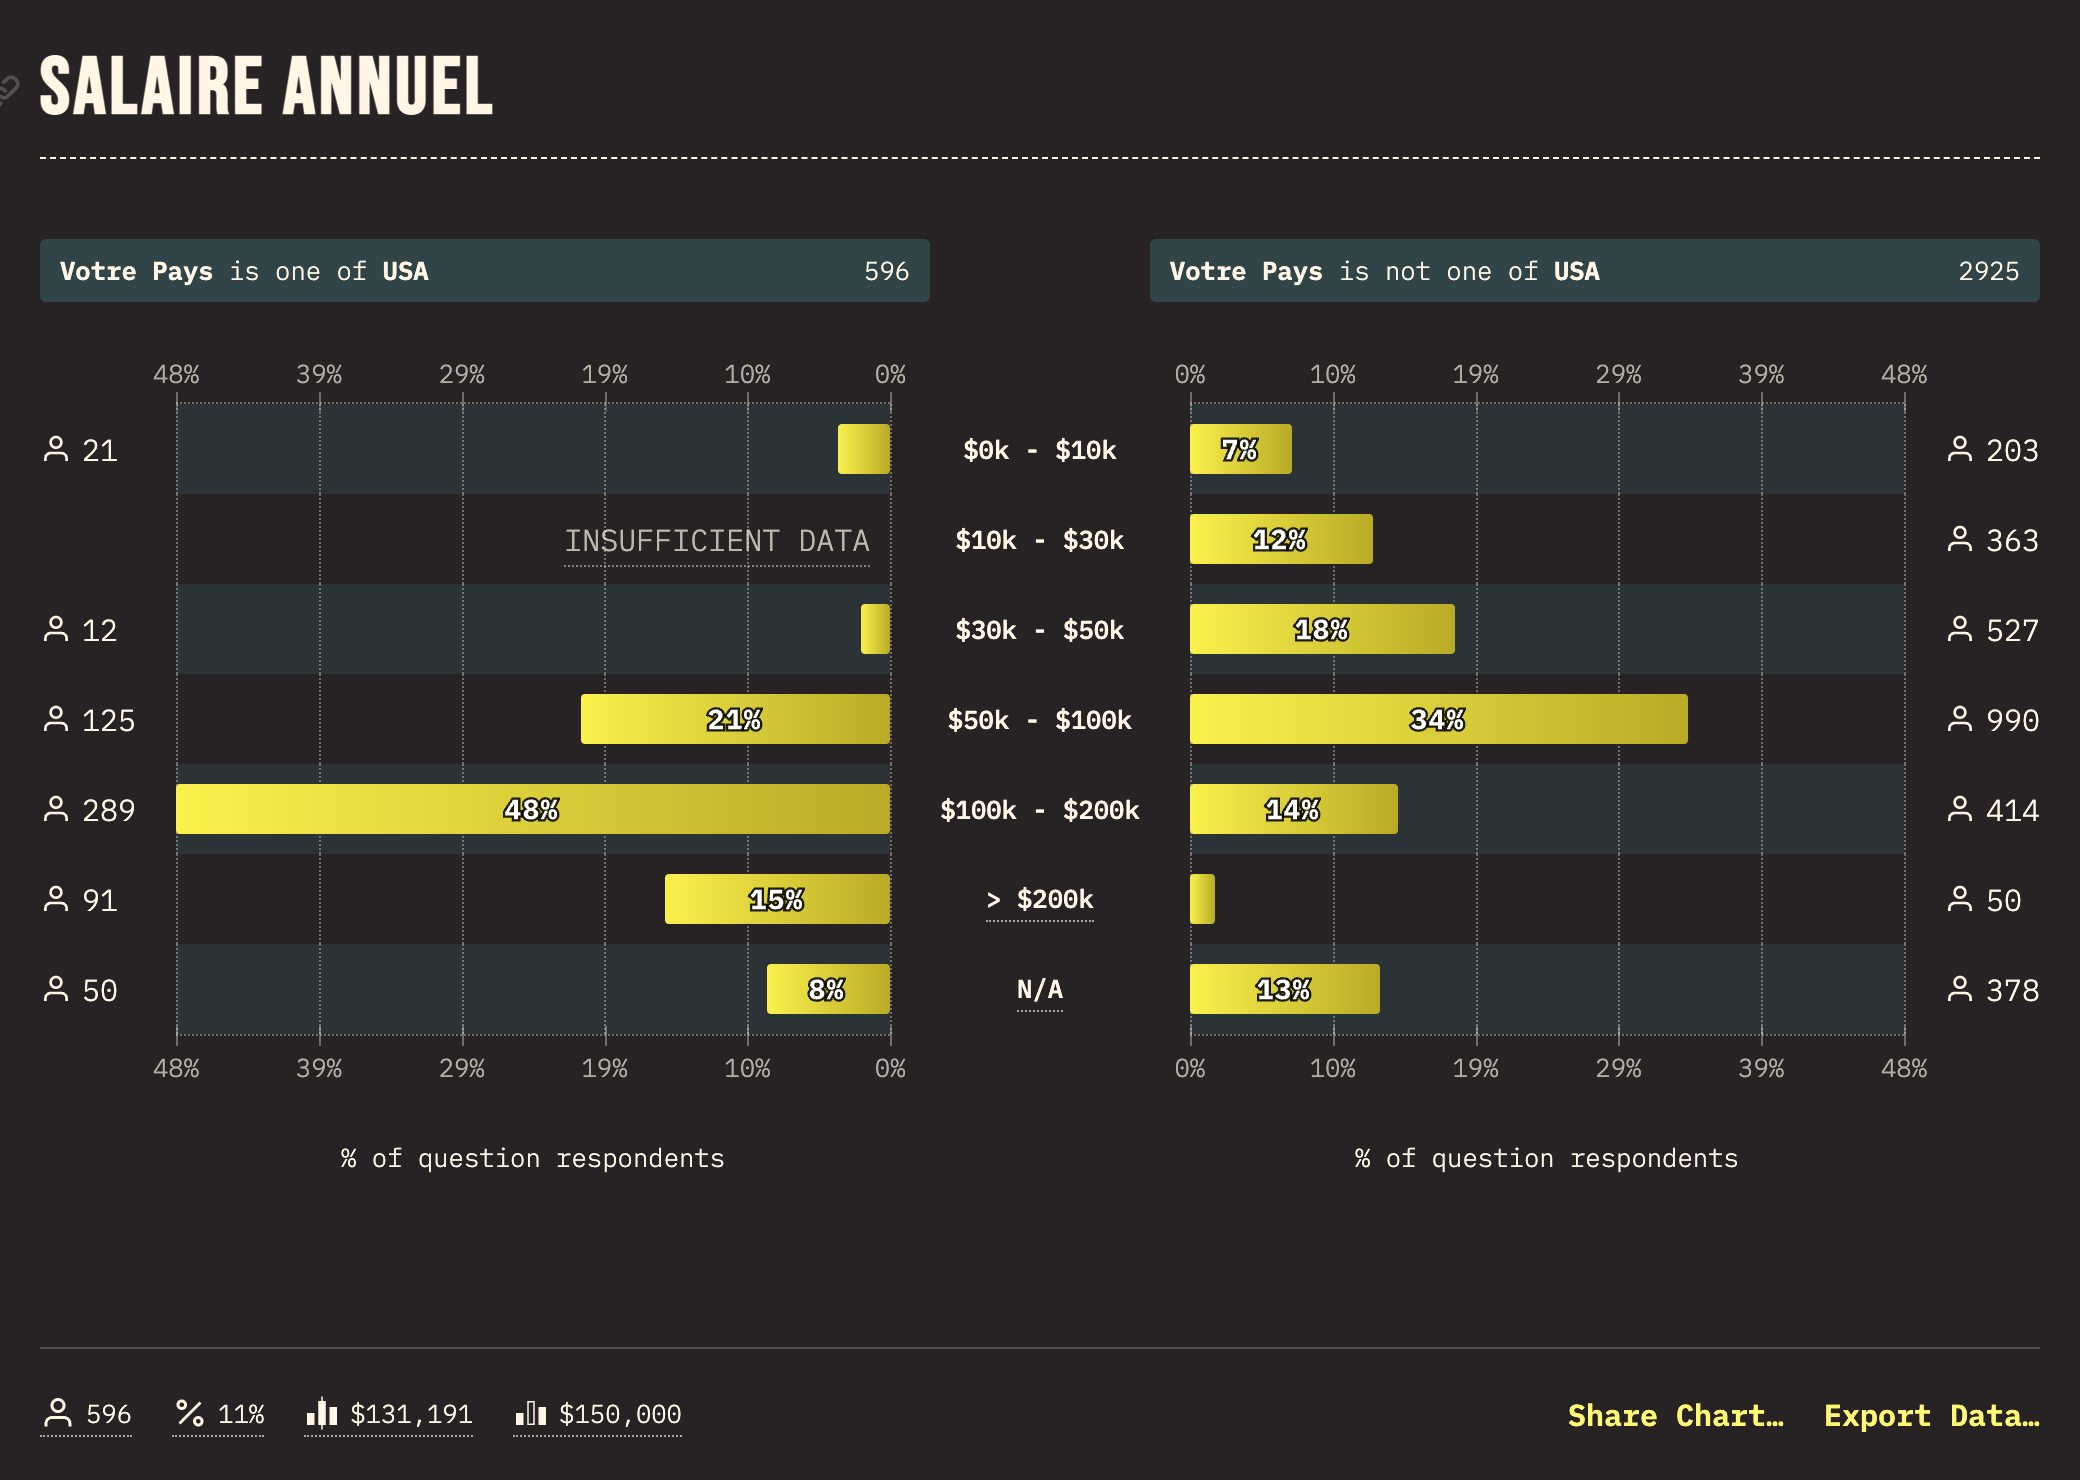 SALAIRE ANNUEL
Votre Pays is one of USA 596
Votre Pays is not one of USA 2925
48% 39% 29% 19% 10% 0%
0% 10% 19% 29% 39% 48%
21 $0k - $10k 7% 203
INSUFFICIENT DATA $10k - $30k 12% 363
12 $30k - $50k 18% 527
125 21% $50k - $100k 34% 990
289 48% $100k - $200k 14% 414
91 15% > $200k 50
50 8% N/A 13% 378
48% 39% 29% 19% 10% 0%
0% 10% 19% 29% 39% 48%
% of question respondents
% of question respondents
596 11% $131,191 $150,000
Share Chart… Export Data…